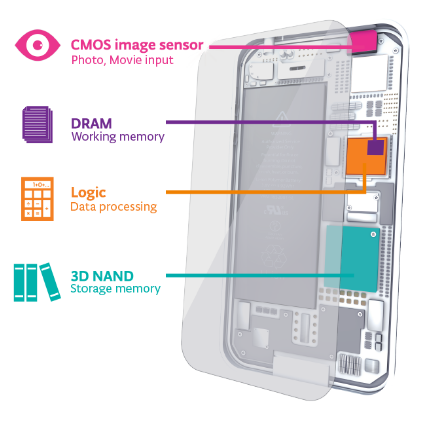 CMOS image sensor
Photo, Movie input
DRAM
Working memory
Logic
Data processing
3D NAND
Storage memory